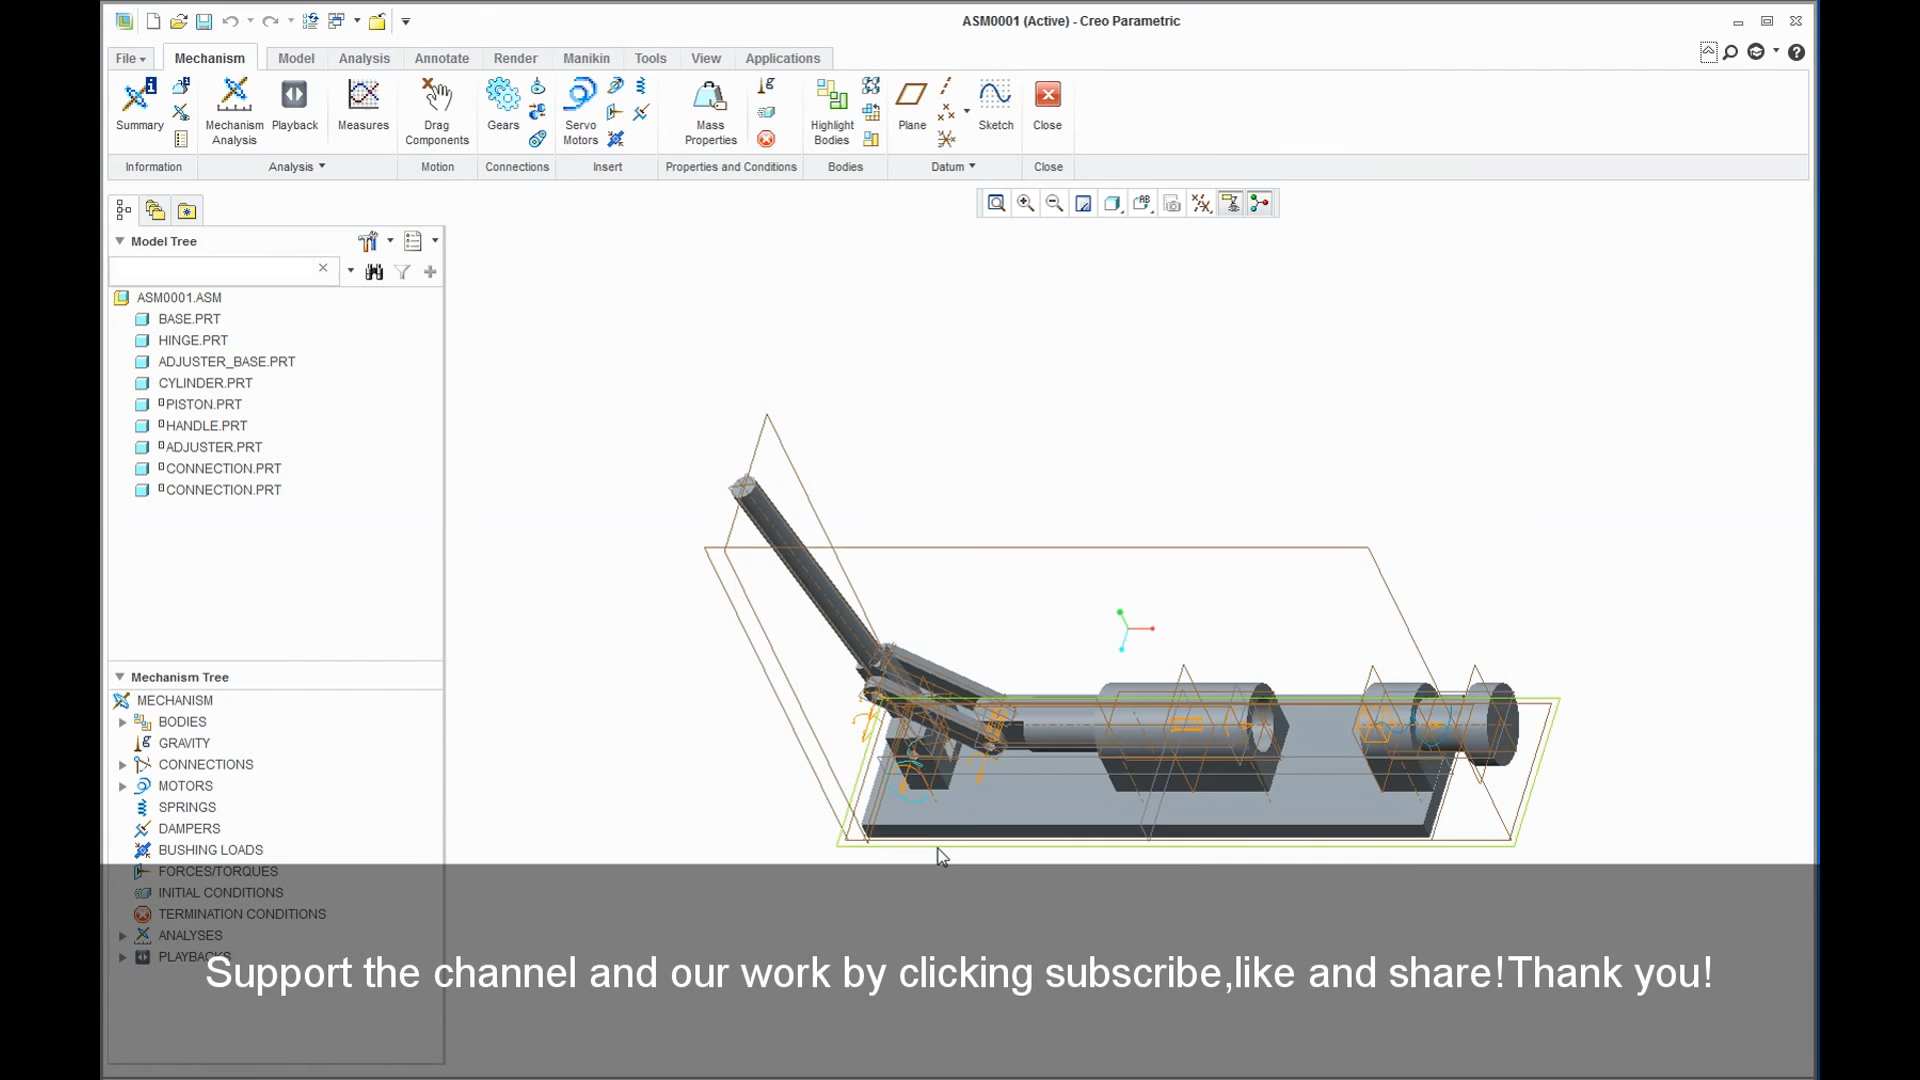 ASM0001 (Active) - Creo Parametric
File
Mechanism
Model
Analysis
Annotate
Render
Manikin
Tools
View
Applications
Summary
Mechanism
Analysis
Playback
Measures
Drag
Components
Gears
Servo
Motors
Mass
Properties
Highlight
Bodies
Plane
Sketch
Close
Information
Analysis
Motion
Connections
Insert
Properties and Conditions
Bodies
Datum
Close
Model Tree
ASM0001.ASM
BASE.PRT
HINGE.PRT
ADJUSTER_BASE.PRT
CYLINDER.PRT
PISTON.PRT
HANDLE.PRT
ADJUSTER.PRT
CONNECTION.PRT
CONNECTION.PRT
Mechanism Tree
MECHANISM
BODIES
GRAVITY
CONNECTIONS
MOTORS
SPRINGS
DAMPERS
BUSHING LOADS
FORCES/TORQUES
INITIAL CONDITIONS
TERMINATION CONDITIONS
ANALYSES
PLAYBACKS
Support the channel and our work by clicking subscribe,like and share!Thank you!